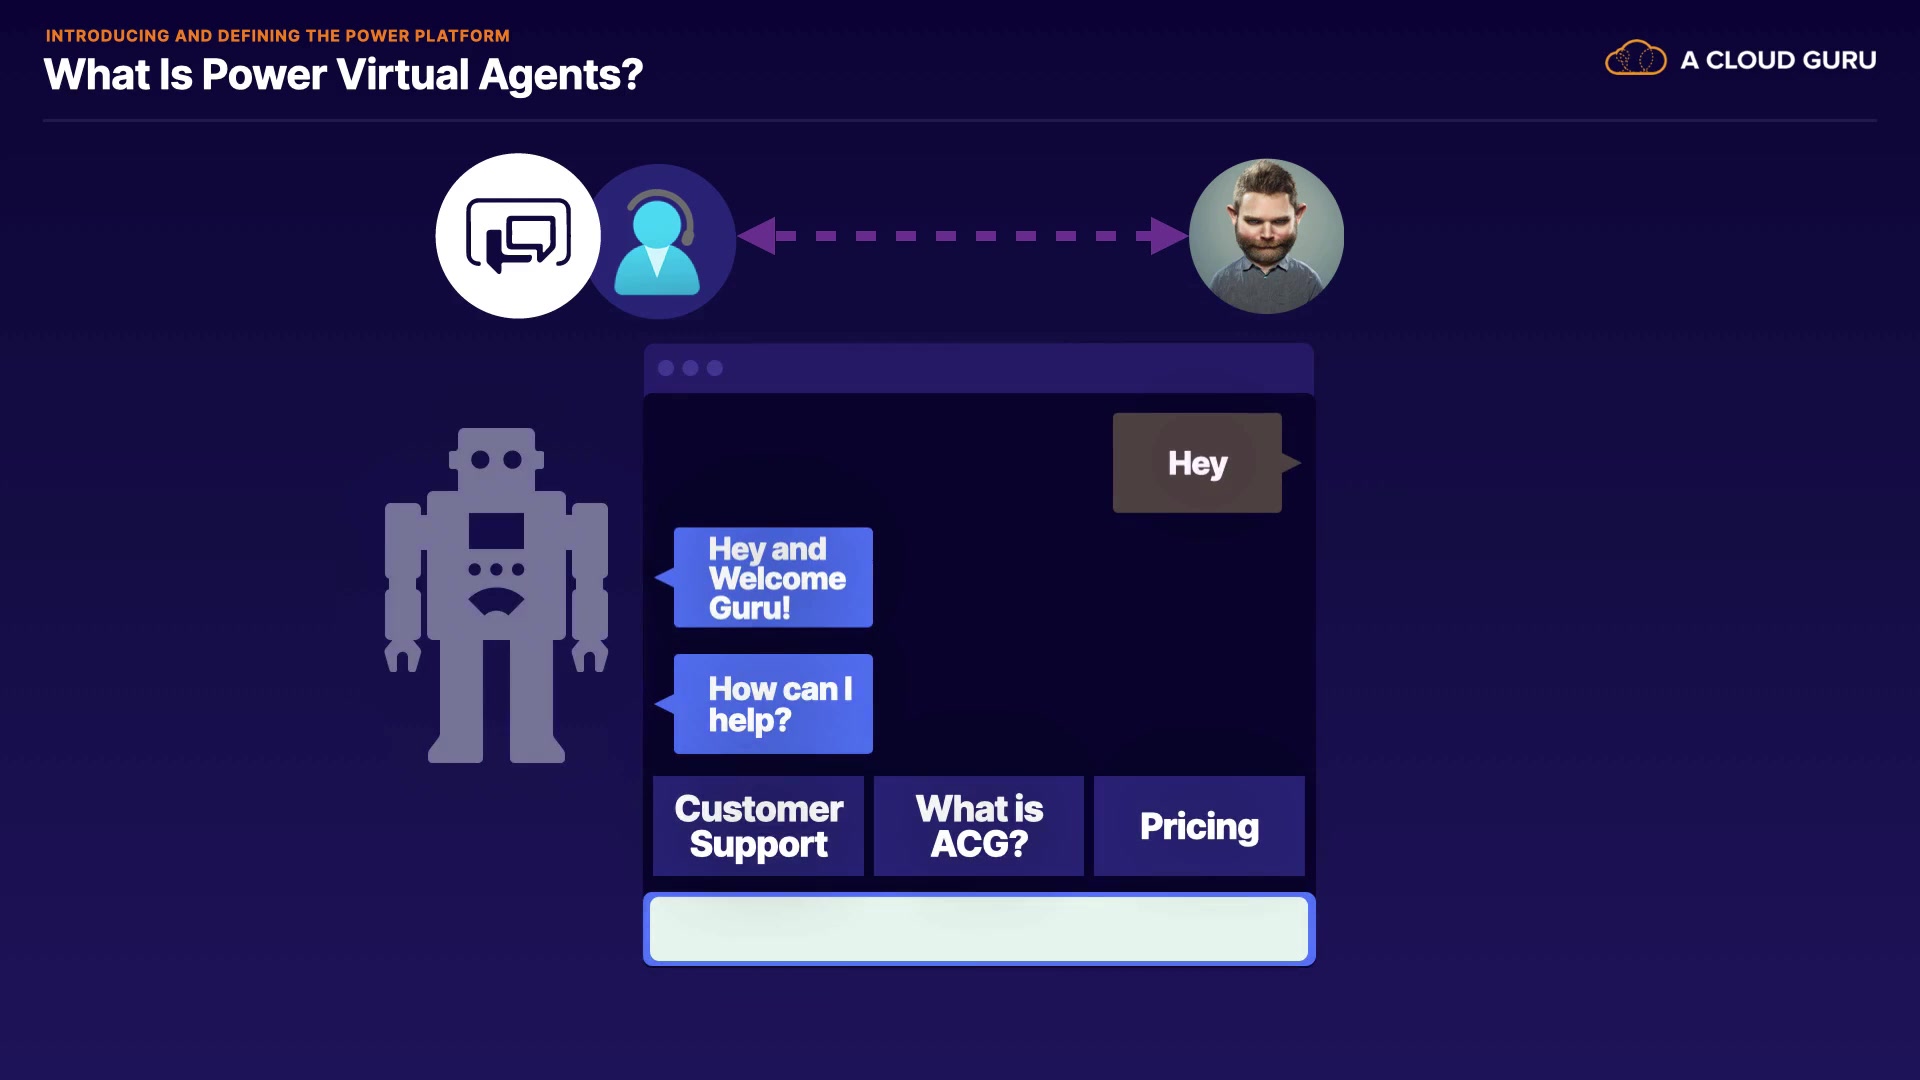 INTRODUCING AND DEFINING THE POWER PLATFORM
What Is Power Virtual Agents?
A CLOUD GURU
Hey
Hey and
Welcome
Guru!
How can I
help?
Customer
Support
What is
ACG?
Pricing